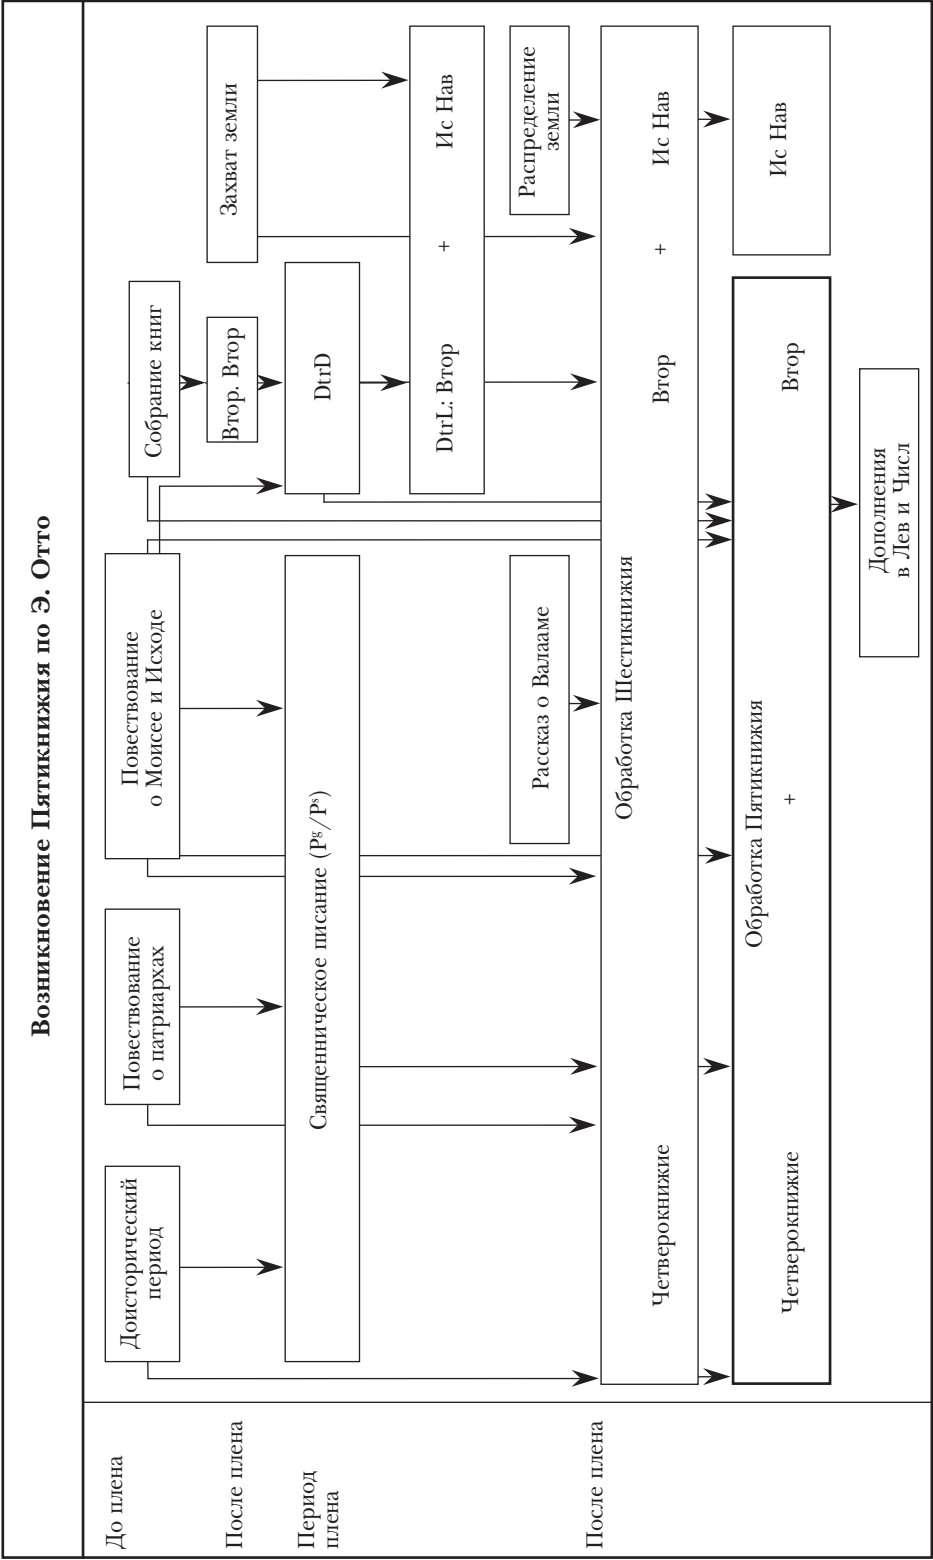 Возникновение Пятикнижия по Э. Отто
До плена
Доисторический
период
Повествование
о патриархах
Повествование
о Моисее и Исходе
Собрание книг
После плена
Втор. Втор
Захват земли
Период
плена
Священническое писание (Pg/Ps)
DtrD
DtrL: Втор
+
Ис Нав
Рассказ о Валааме
Распределение
земли
После плена
Обработка Шестикнижия
Четверокнижие
Втор
+
Ис Нав
Обработка Пятикнижия
Четверокнижие
+
Втор
Ис Нав
Дополнения
в Лев и Числ